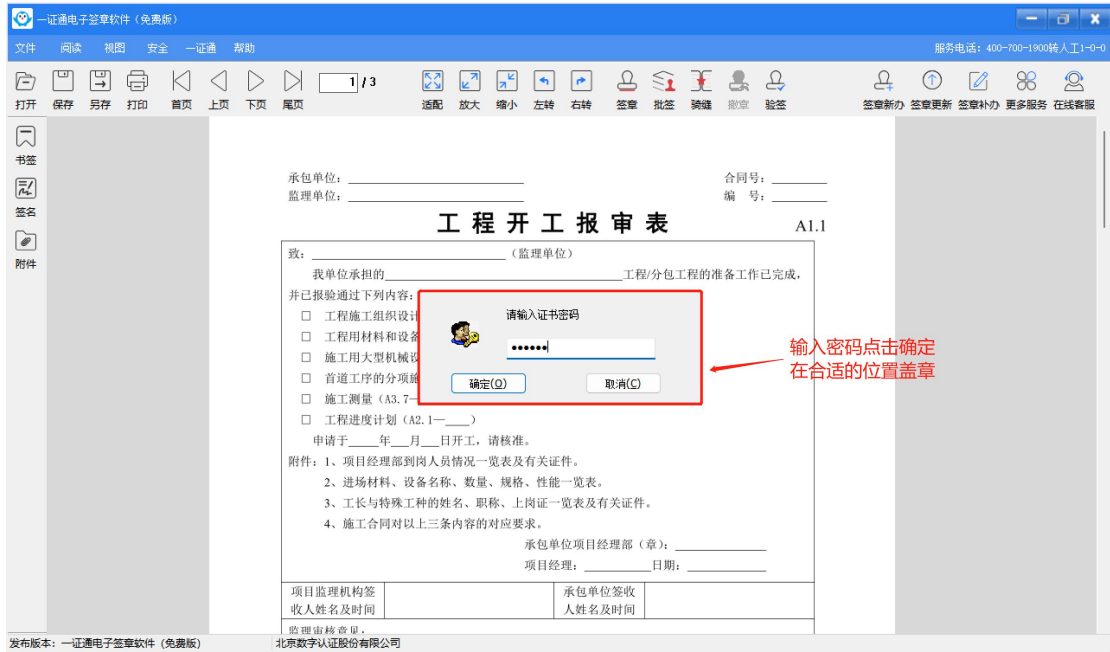 一证通电子签章软件（免费版）
文件 阅读 视图 安全 一证通 帮助 服务电话：400-700-1900转人工1-0-0
1 / 3
打开 保存 另存 打印 首页 上页 下页 尾页 适配 放大 缩小 左转 右转 签章 批签 骑缝 撤章 验签 签章新办 签章更新 签章补办 更多服务 在线客服
书签
签名
附件
承包单位：  合同号：
监理单位：  编 号：
工程开工报审表 A1.1
致：（监理单位）
我单位承担的 工程/分包工程的准备工作已完成，
并已报验通过下列内容：
□ 工程施工组织设计
□ 工程用材料和设备
□ 施工用大型机械设
□ 首道工序的分项施
□ 施工测量（A3.7—
□ 工程进度计划（A2.1—____）
请输入证书密码
••••••
确定(O) 取消(C)
输入密码点击确定
在合适的位置盖章
申请于____年__月__日开工，请核准。
附件：1、项目经理部到岗人员情况一览表及有关证件。
2、进场材料、设备名称、数量、规格、性能一览表。
3、工长与特殊工种的姓名、职称、上岗证一览表及有关证件。
4、施工合同对以上三条内容的对应要求。
承包单位项目经理部（章）：
项目经理： 日期：
项目监理机构签
收人姓名及时间
承包单位签收
人姓名及时间
监理审核意见：
发布版本：一证通电子签章软件（免费版） 北京数字认证股份有限公司